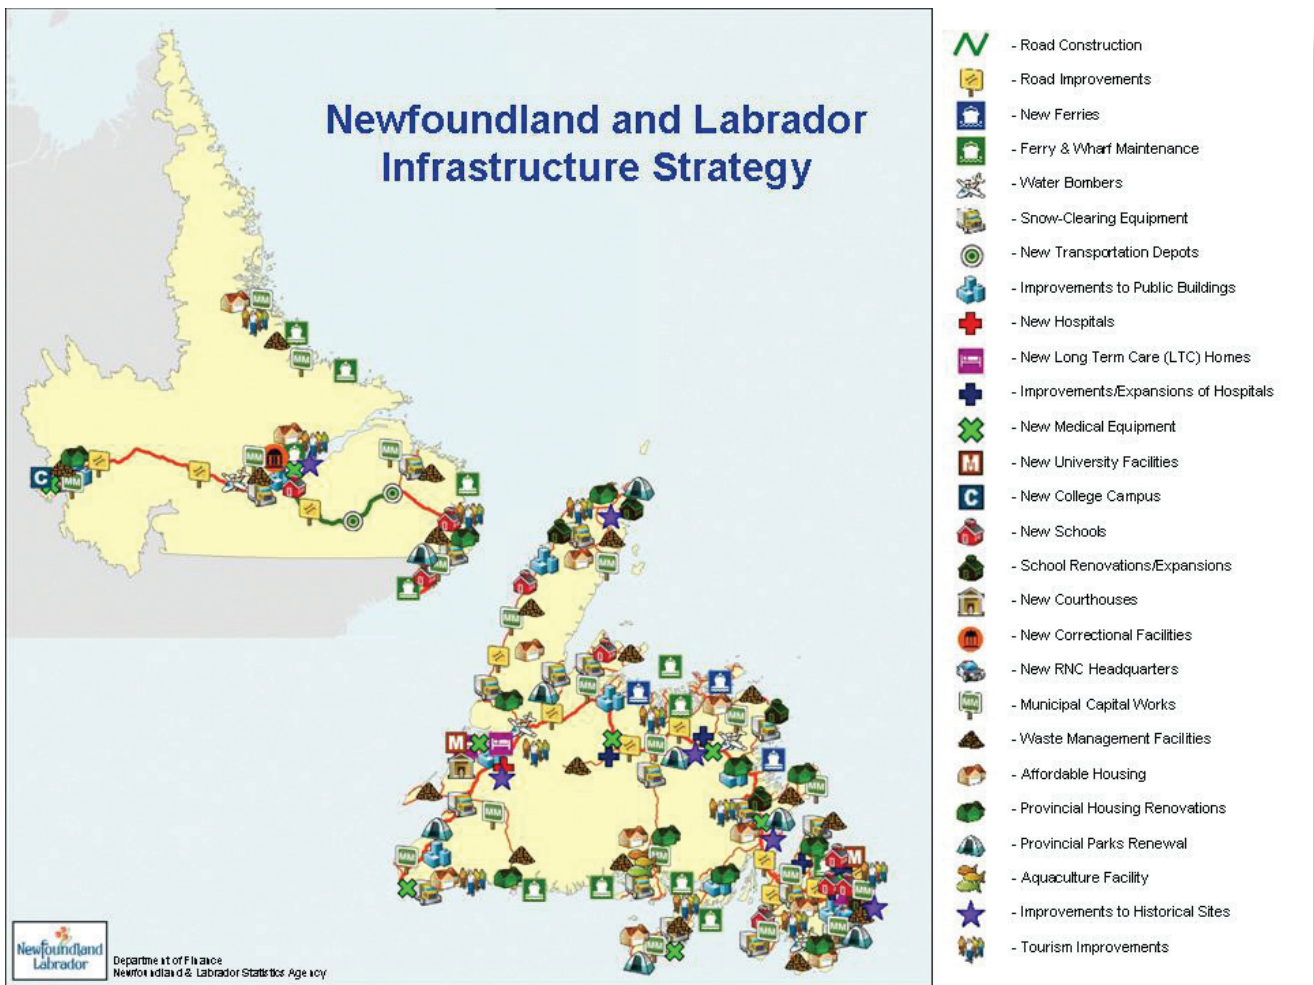 Newfoundland and Labrador
Infrastructure Strategy
- Road Construction
- Road Improvements
- New Ferries
- Ferry & Wharf Maintenance
- Water Bombers
- Snow-Clearing Equipment
- New Transportation Depots
- Improvements to Public Buildings
- New Hospitals
- New Long Term Care (LTC) Homes
- Improvements/Expansions of Hospitals
- New Medical Equipment
M - New University Facilities
C - New College Campus
- New Schools
- School Renovations/Expansions
- New Courthouses
- New Correctional Facilities
- New RNC Headquarters
MM - Municipal Capital Works
- Waste Management Facilities
- Affordable Housing
- Provincial Housing Renovations
- Provincial Parks Renewal
- Aquaculture Facility
- Improvements to Historical Sites
- Tourism Improvements
Newfoundland
Labrador
Department of Finance
Newfoundland & Labrador Statistics Agency